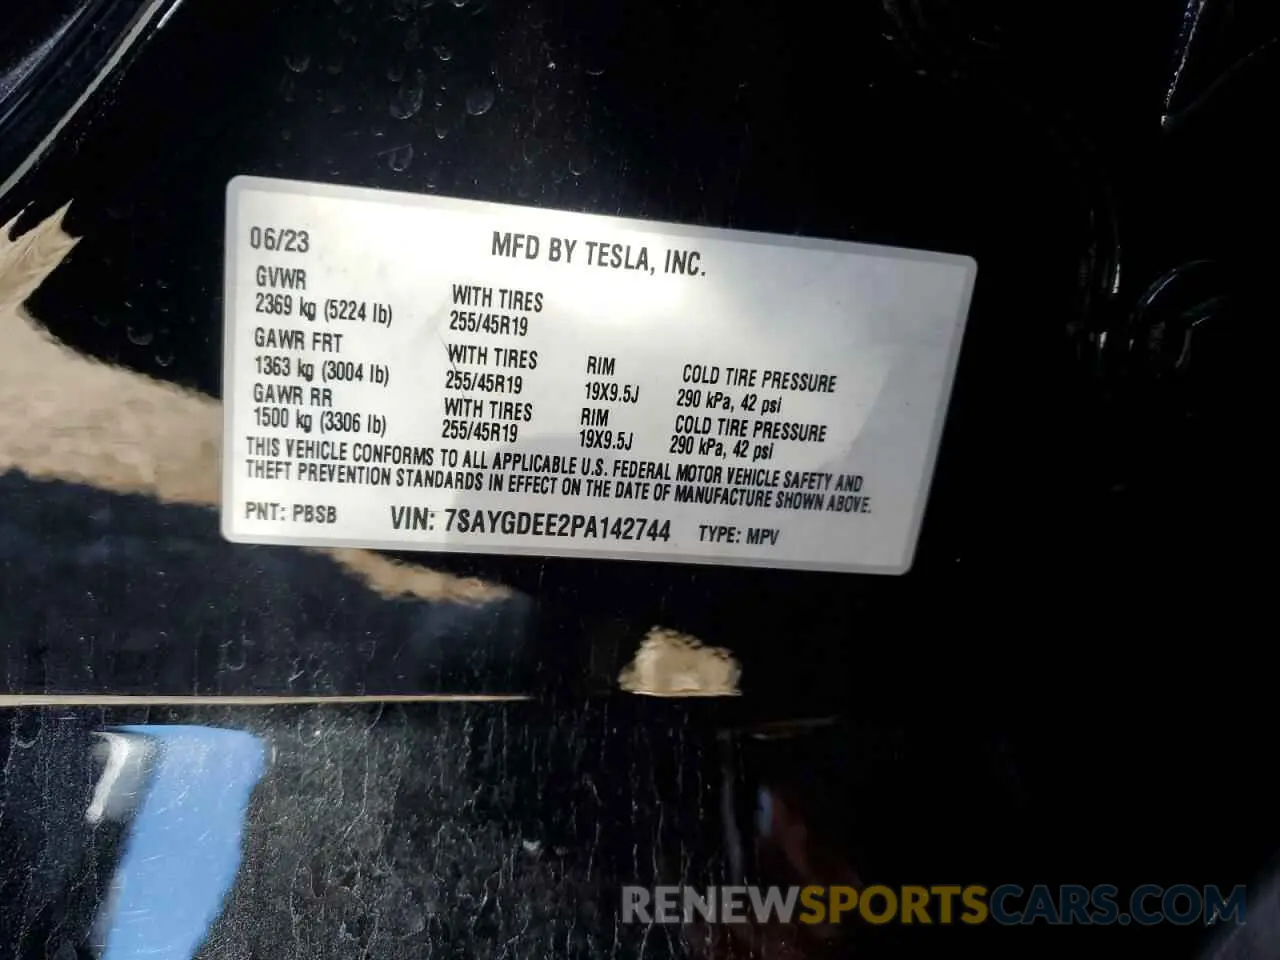 06/23 MFD BY TESLA, INC.
GVWR
2369 kg (5224 lb) WITH TIRES
255/45R19
GAWR FRT
1363 kg (3004 lb) WITH TIRES
255/45R19 RIM
19X9.5J COLD TIRE PRESSURE
290 kPa, 42 psi
GAWR RR
1500 kg (3306 lb) WITH TIRES
255/45R19 RIM
19X9.5J COLD TIRE PRESSURE
290 kPa, 42 psi
THIS VEHICLE CONFORMS TO ALL APPLICABLE U.S. FEDERAL MOTOR VEHICLE SAFETY AND
THEFT PREVENTION STANDARDS IN EFFECT ON THE DATE OF MANUFACTURE SHOWN ABOVE.
PNT: PBSB VIN: 7SAYGDEE2PA142744 TYPE: MPV
RENEWSPORTSCARS.COM